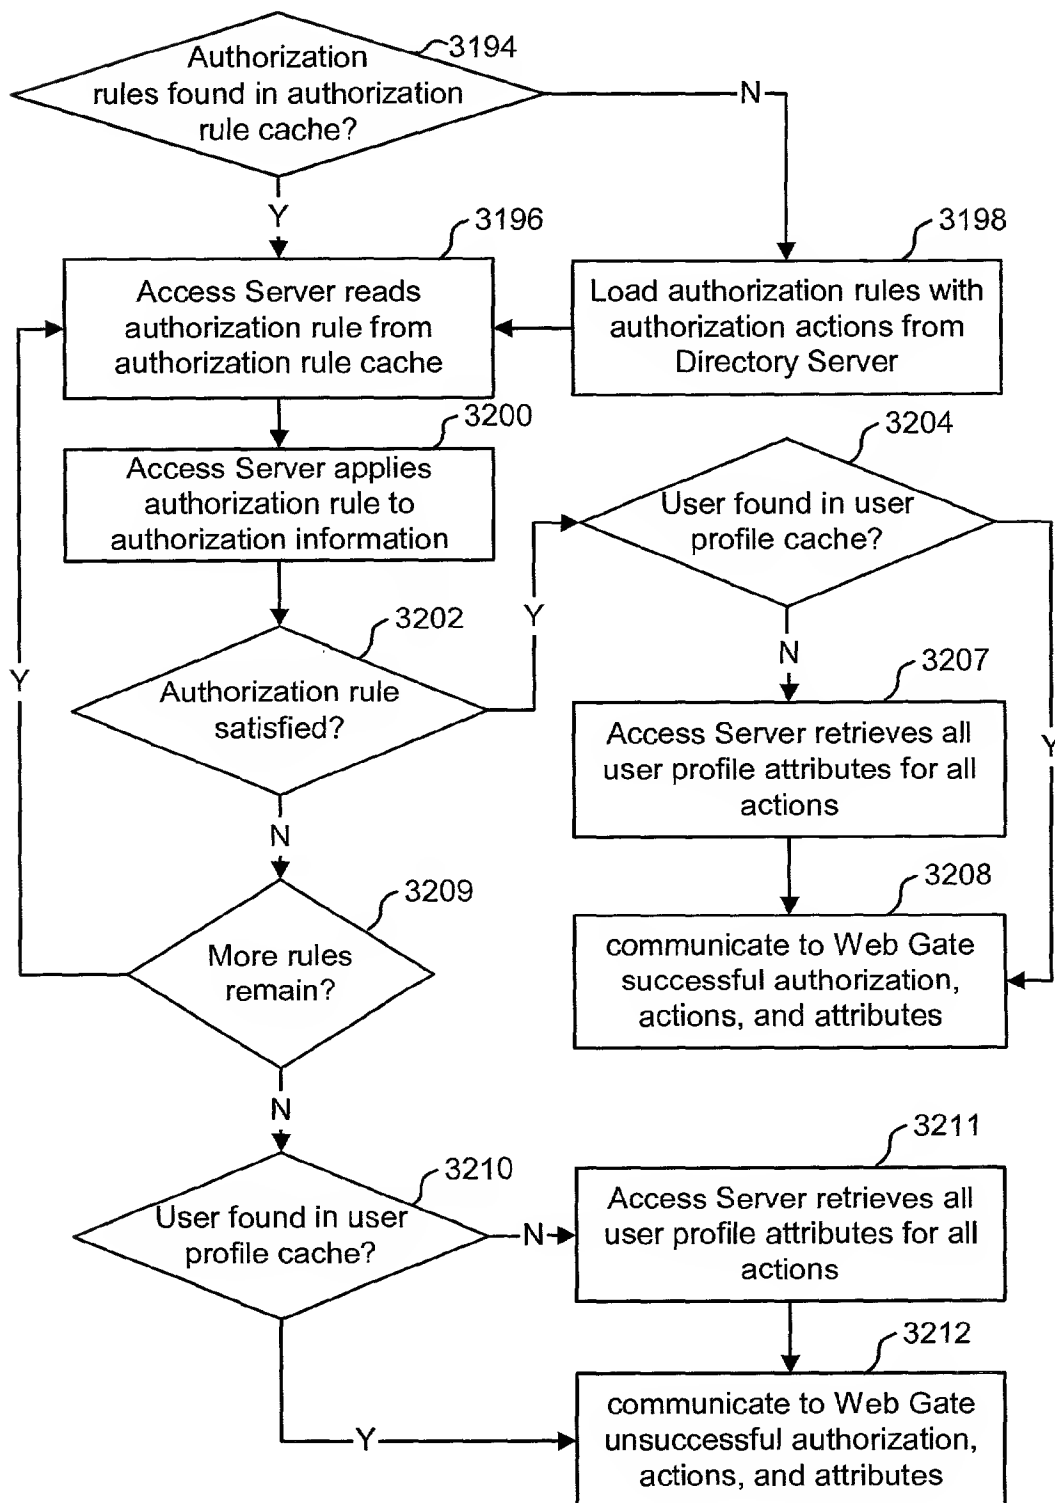 3194
Authorization
rules found in authorization
rule cache?
N
Y
3196
Access Server reads
authorization rule from
authorization rule cache
3198
Load authorization rules with
authorization actions from
Directory Server
3200
Access Server applies
authorization rule to
authorization information
3204
User found in user
profile cache?
Y
N
Y
3202
Authorization rule
satisfied?
Y
N
3207
Access Server retrieves all
user profile attributes for all
actions
3208
communicate to Web Gate
successful authorization,
actions, and attributes
3209
More rules
remain?
N
3210
User found in user
profile cache?
N
Y
3211
Access Server retrieves all
user profile attributes for all
actions
3212
communicate to Web Gate
unsuccessful authorization,
actions, and attributes